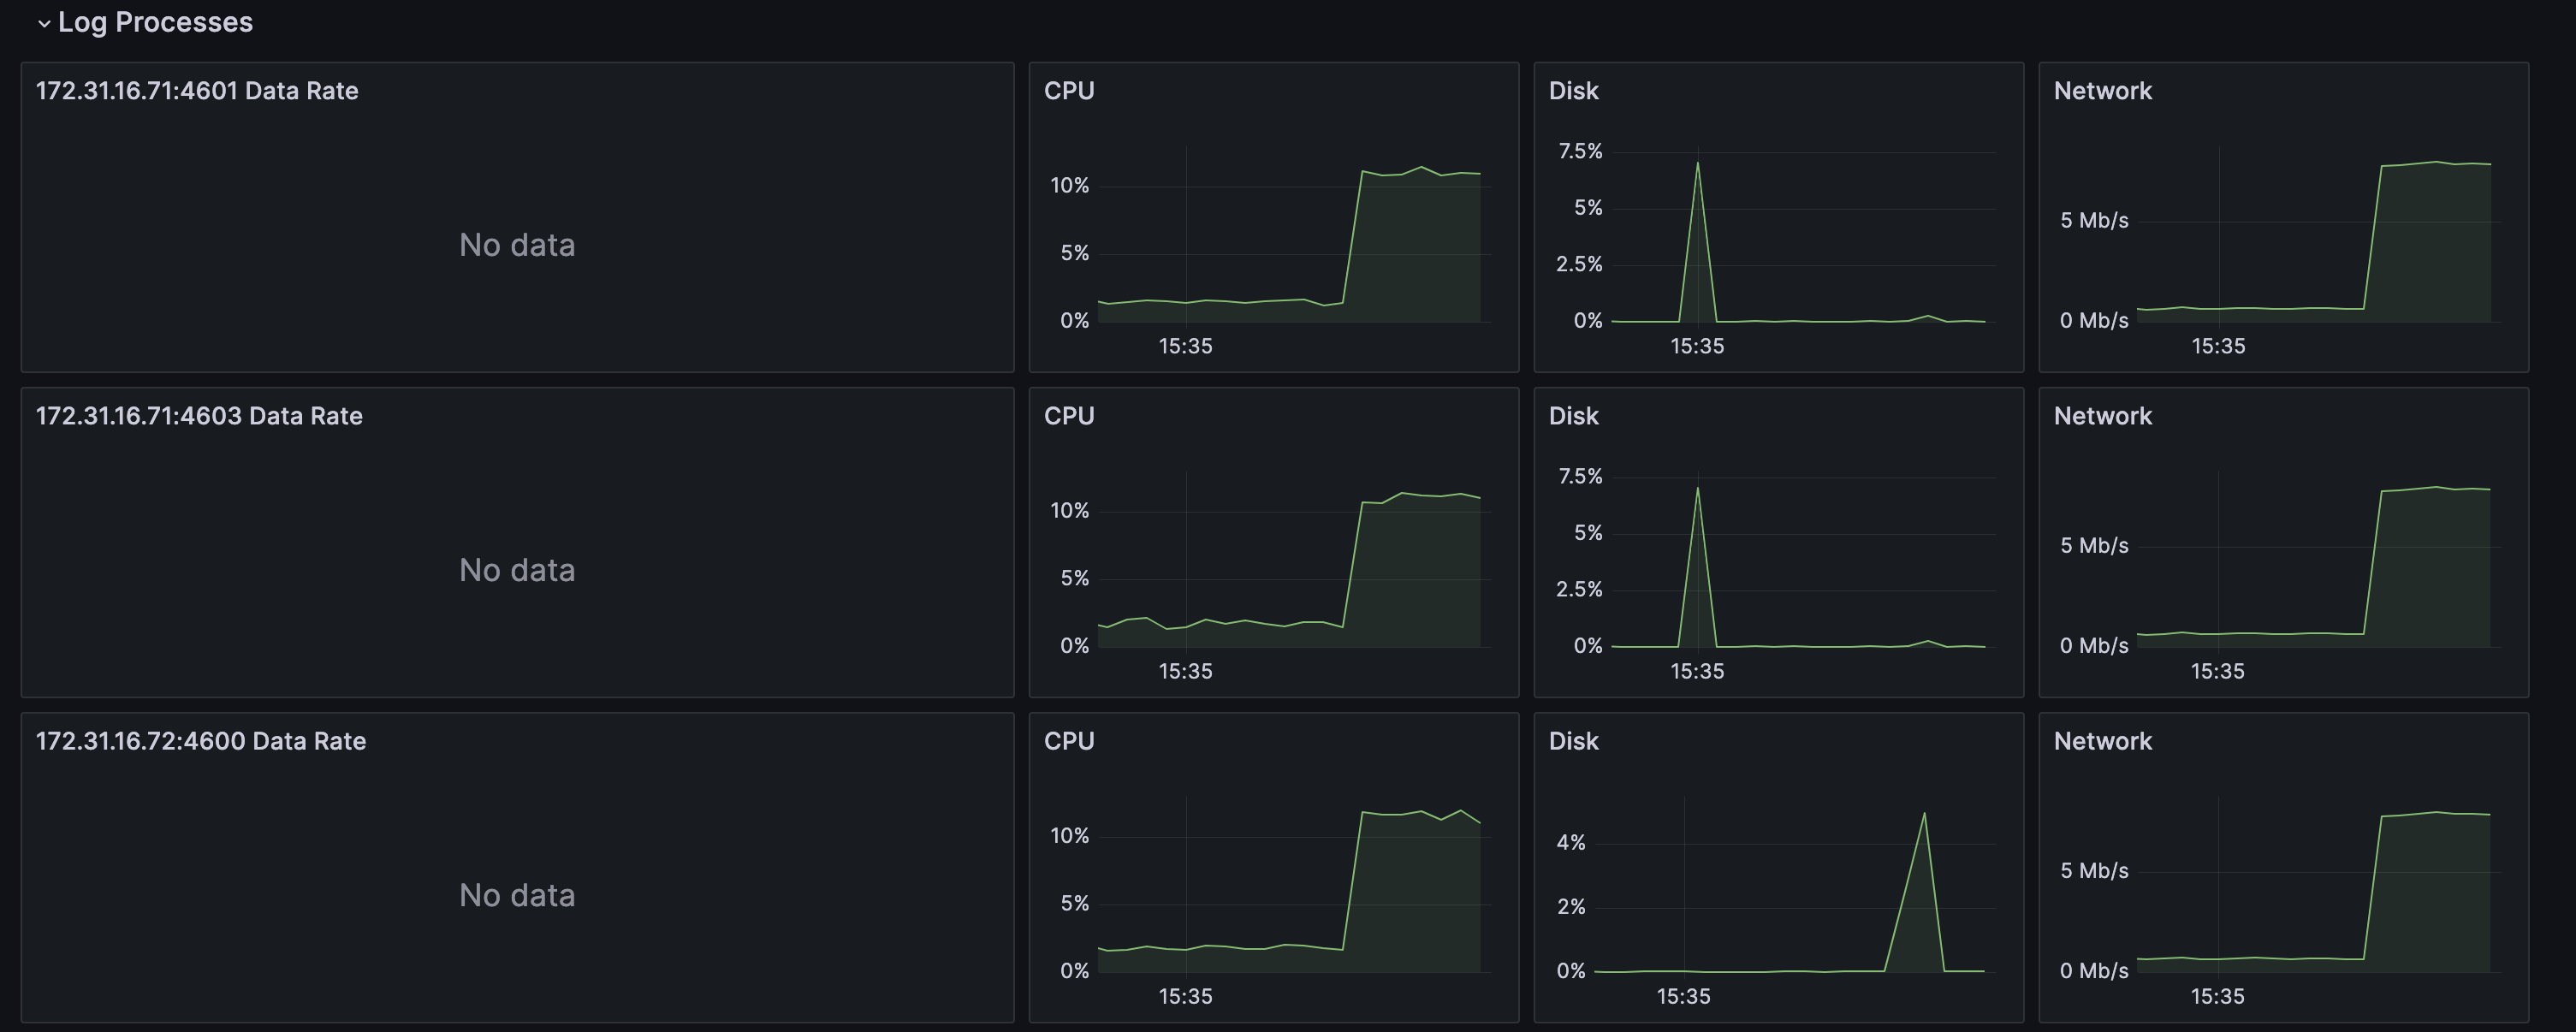 Log Processes
172.31.16.71:4601 Data Rate
No data
CPU
10%
5%
0%
15:35
Disk
7.5%
5%
2.5%
0%
15:35
Network
5 Mb/s
0 Mb/s
15:35
172.31.16.71:4603 Data Rate
No data
CPU
10%
5%
0%
15:35
Disk
7.5%
5%
2.5%
0%
15:35
Network
5 Mb/s
0 Mb/s
15:35
172.31.16.72:4600 Data Rate
No data
CPU
10%
5%
0%
15:35
Disk
4%
2%
0%
15:35
Network
5 Mb/s
0 Mb/s
15:35